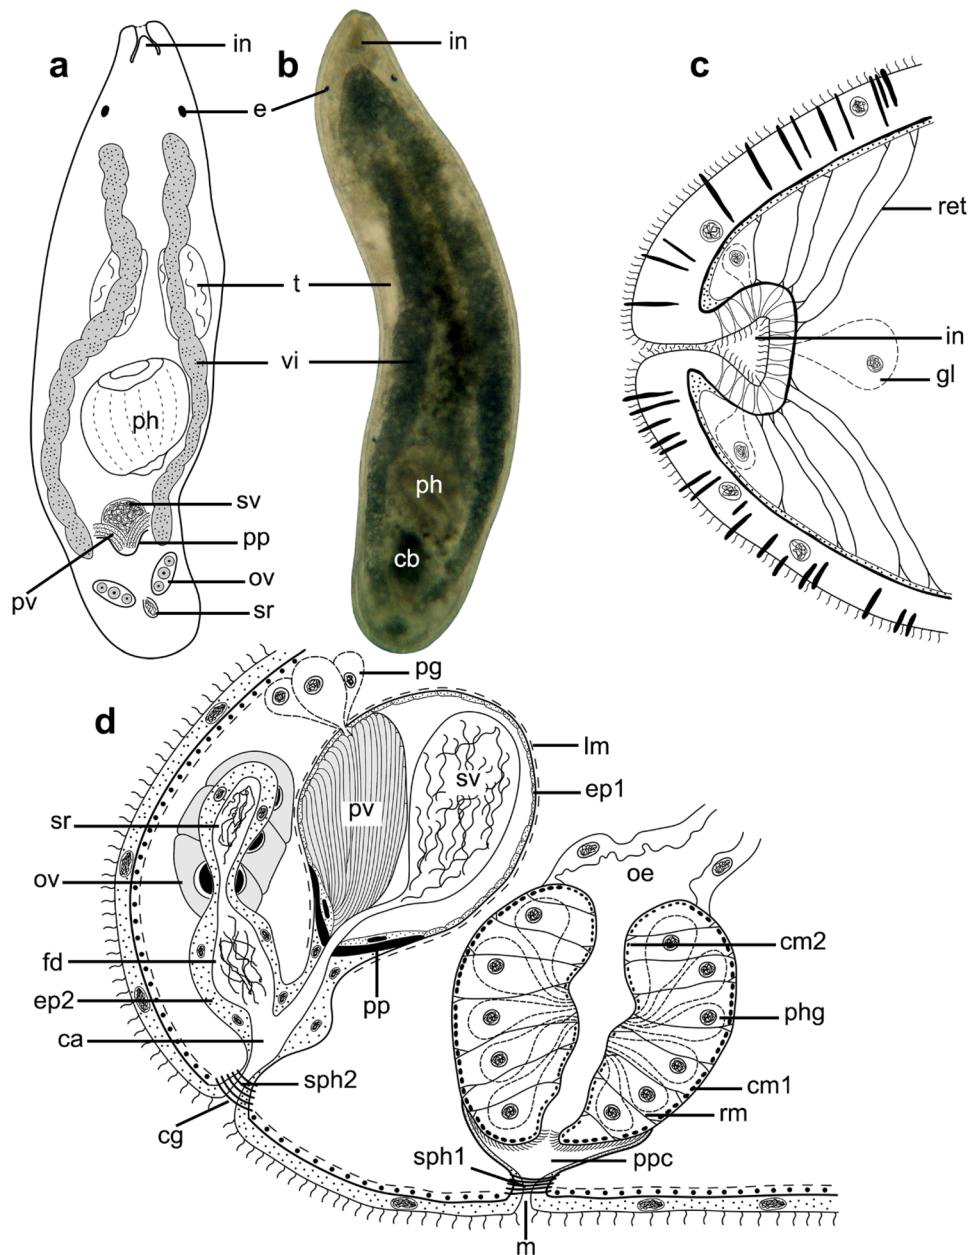 a
in
b
in
c
e
ret
t
in
vi
gl
ph
ph
sv
pp
cb
ov
pv
sr
d
pg
lm
sv
ep1
pv
sr
oe
ov
cm2
fd
pp
ep2
phg
ca
sph2
cm1
rm
cg
sph1
ppc
m